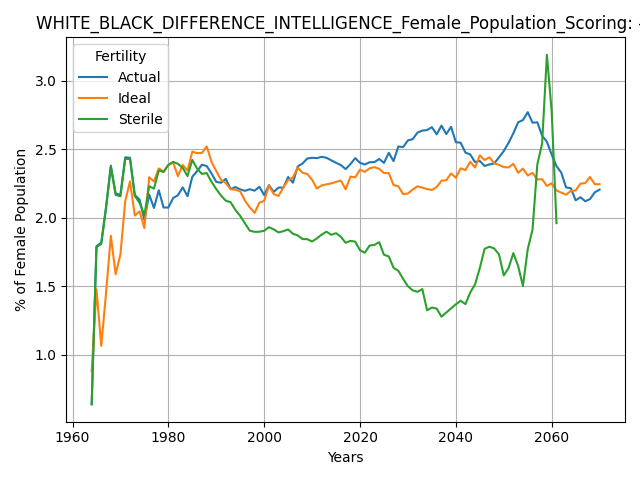 WHITE_BLACK_DIFFERENCE_INTELLIGENCE_Female_Population_Scoring:
Fertility
Actual
Ideal
Sterile
% of Female Population
3.0
2.5
2.0
1.5
1.0
1960
1980
2000
2020
2040
2060
Years